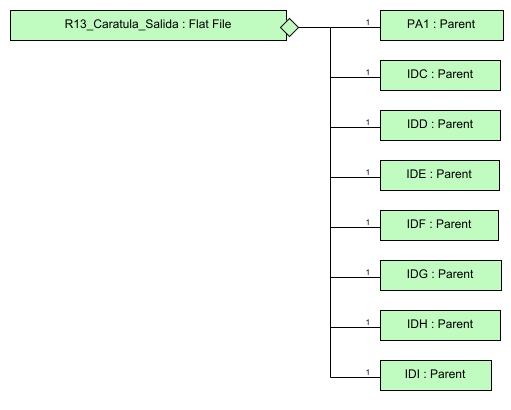 R13_Caratula_Salida : Flat File
1
PA1 : Parent
1
IDC : Parent
1
IDD : Parent
1
IDE : Parent
1
IDF : Parent
1
IDG : Parent
1
IDH : Parent
1
IDI : Parent